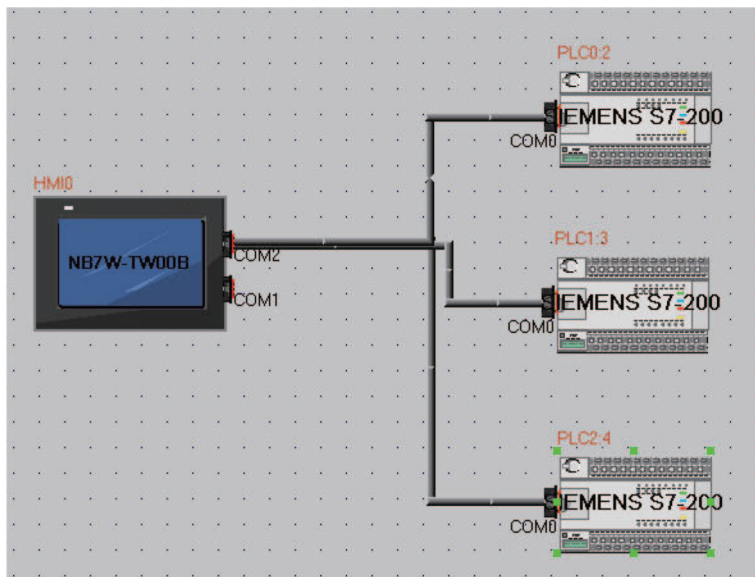 PLC0:2
SIEMENS S7-200
COM0
HMI0
NB7W-TW00B
COM2
COM1
PLC1:3
SIEMENS S7-200
COM0
PLC2:4
SIEMENS S7-200
COM0